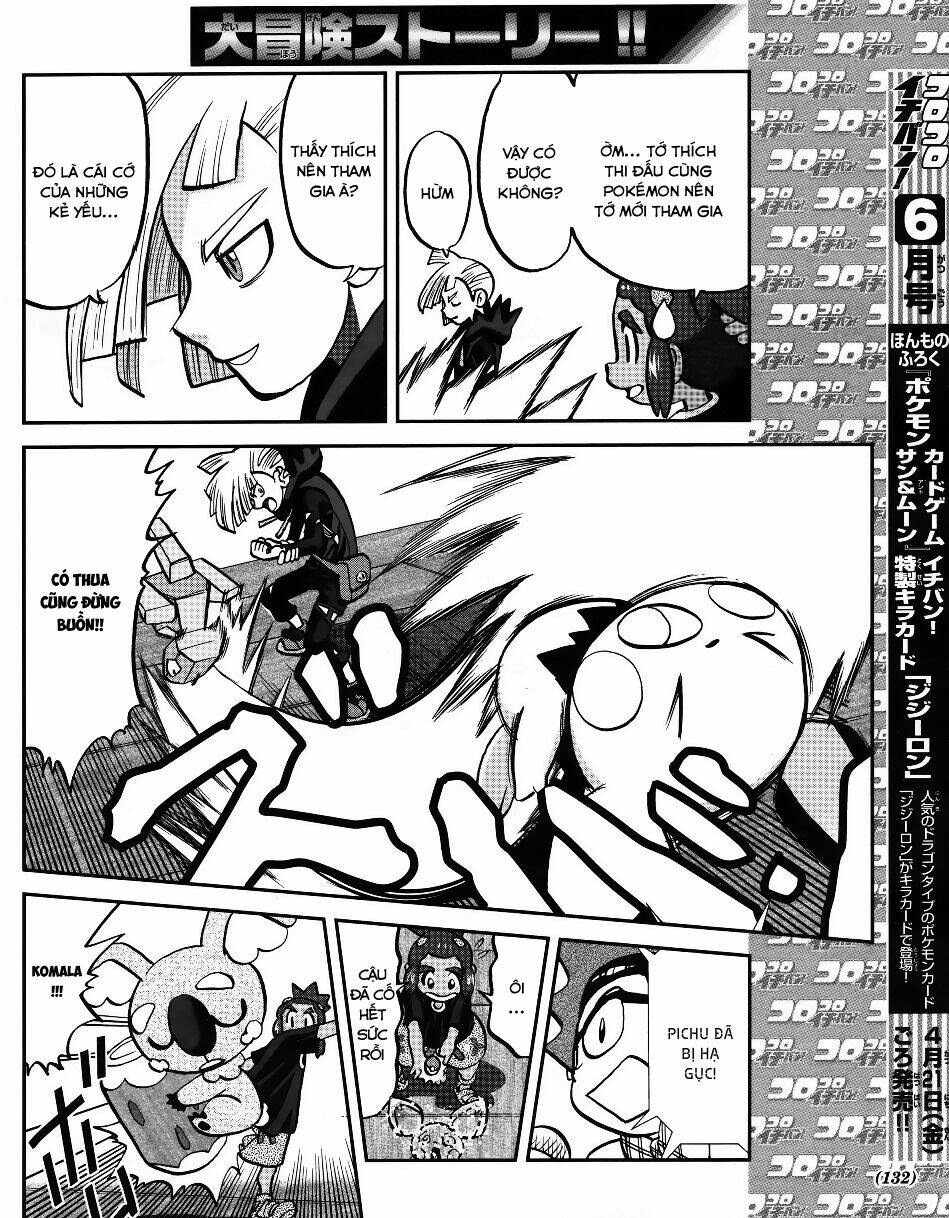 大冒険ストーリー!!
ỜM... TỚ THÍCH
THI ĐẤU CÙNG
POKÉMON NÊN
TỚ MỚI THAM GIA
VẬY CÓ
ĐƯỢC
KHÔNG?
HỪM
THẤY THÍCH
NÊN THAM
GIA À?
ĐÓ LÀ CÁI CỚ
CỦA NHỮNG
KẺ YẾU...
CÓ THUA
CŨNG ĐỪNG
BUỒN!!
PICHU ĐÃ
BỊ HẠ
GỤC!
ÔI
...
CẬU
ĐÃ CỐ
HẾT
SỨC
RỒI
KOMALA
!!!
コロコロ
イチバン!
6月号
ほんもの
ふろく
『ポケモンカードゲーム
サン&ムーン』
イチバン!
特製キラカード「ジジーロン」
人気のドラゴンタイプのポケモンカード
「ジジーロン」がキラカードで登場!
4月21日(金)
ごろ発売!!
(132)